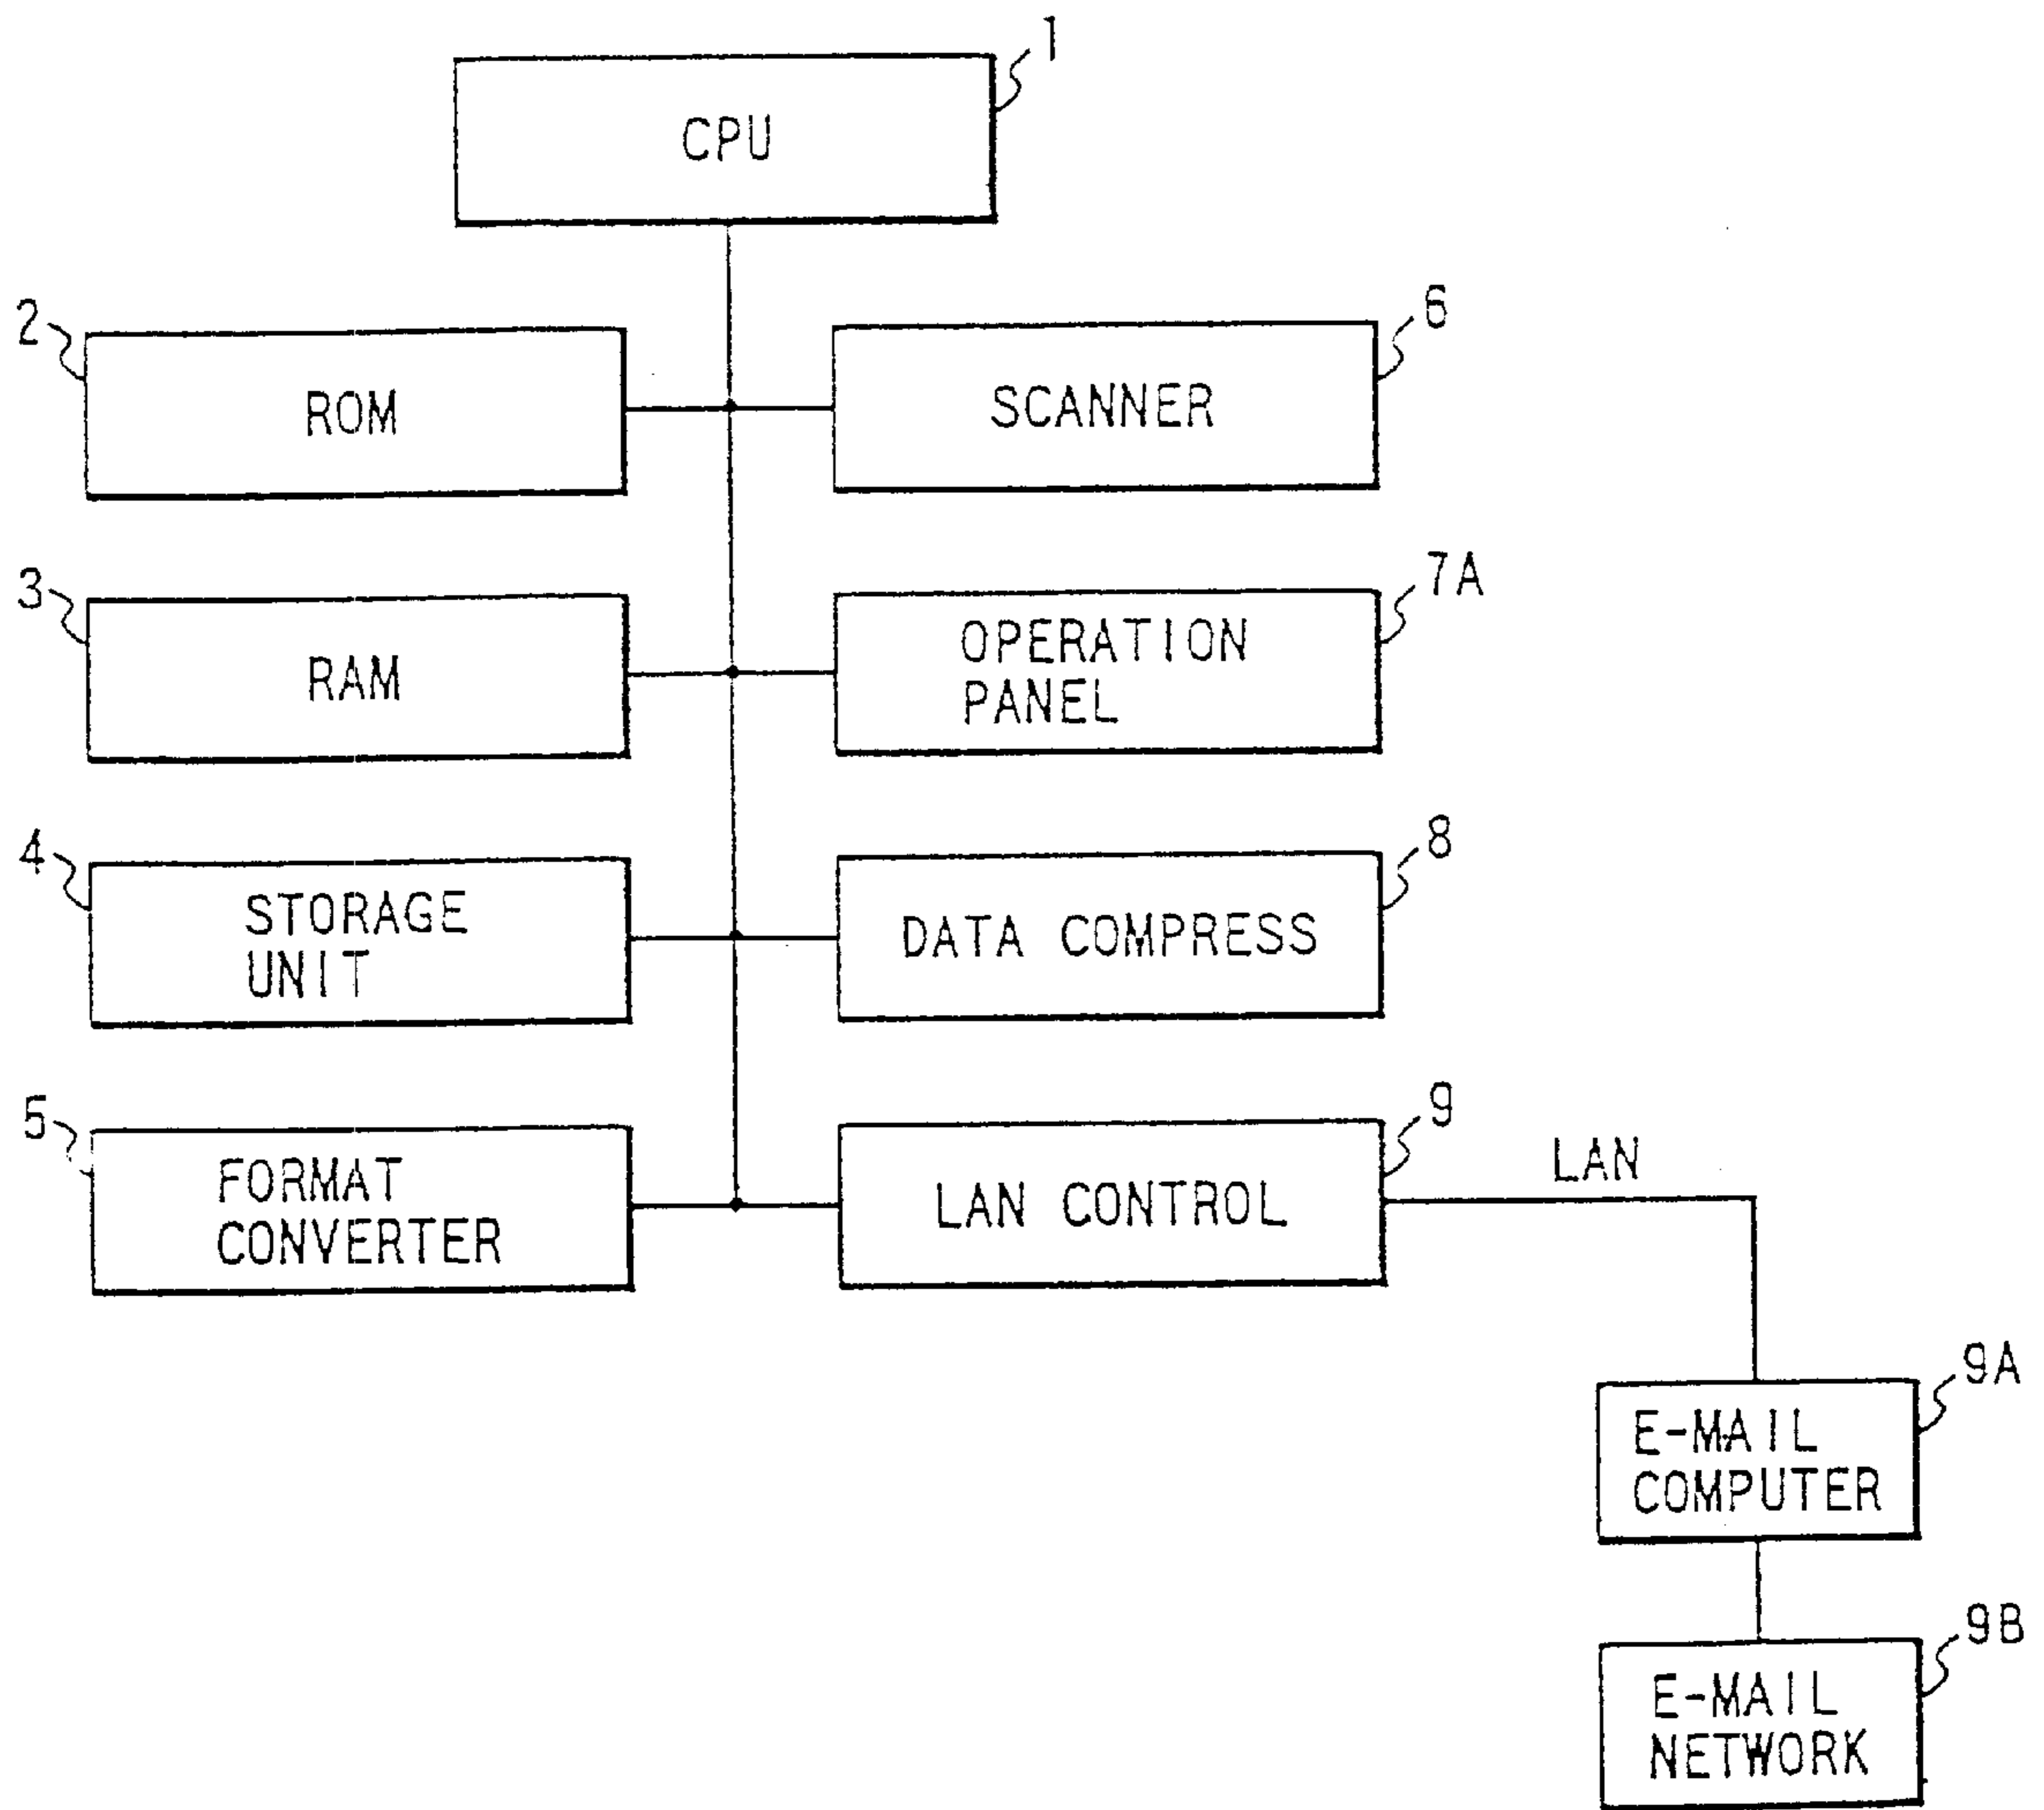 1
CPU
2
ROM
6
SCANNER
3
RAM
7A
OPERATION
PANEL
4
STORAGE
UNIT
8
DATA COMPRESS
5
FORMAT
CONVERTER
9
LAN CONTROL
LAN
9A
E-MAIL
COMPUTER
9B
E-MAIL
NETWORK